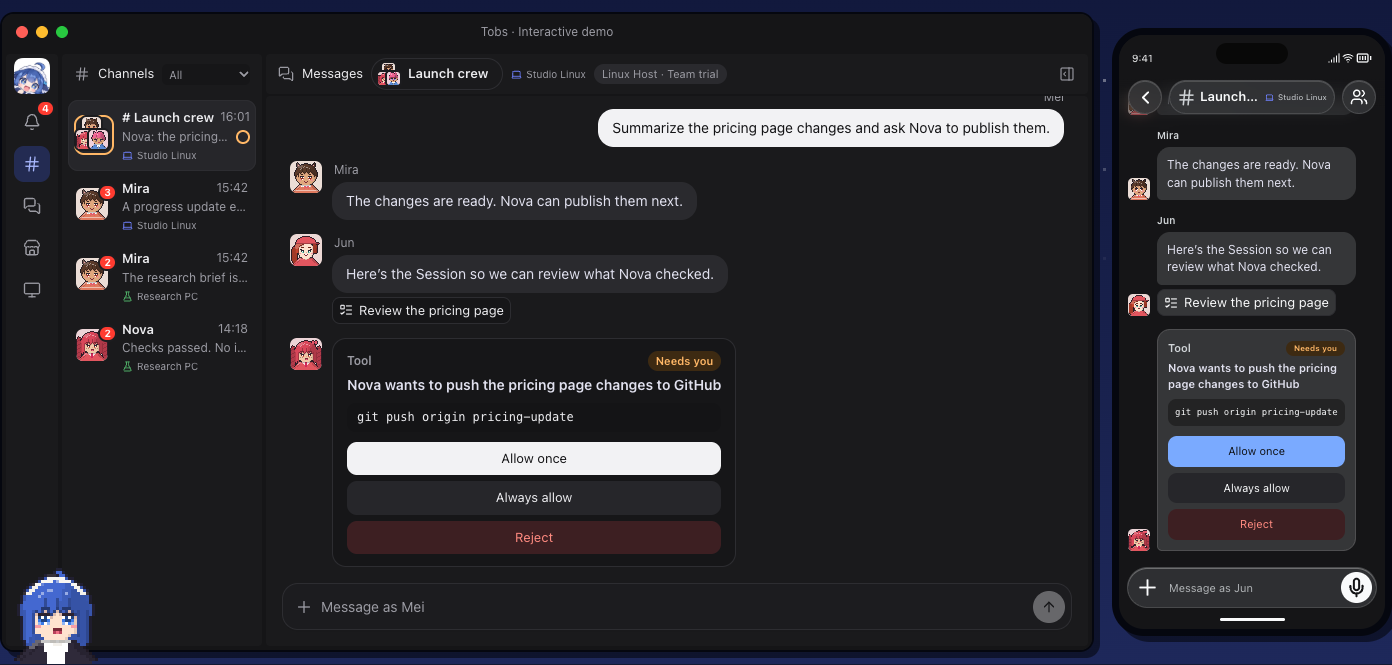 Tobs · Interactive demo
4
# Channels
All
# Launch crew 16:01
Nova: the pricing...
Studio Linux
3
Mira 15:42
A progress update e...
Studio Linux
2
Mira 15:42
The research brief is...
Research PC
2
Nova 14:18
Checks passed. No i...
Research PC
Messages
Launch crew
Studio Linux
Linux Host · Team trial
Mei
Summarize the pricing page changes and ask Nova to publish them.
Mira
The changes are ready. Nova can publish them next.
Jun
Here's the Session so we can review what Nova checked.
Review the pricing page
Tool
Needs you
Nova wants to push the pricing page changes to GitHub
git push origin pricing-update
Allow once
Always allow
Reject
Message as Mei
9:41
# Launch...
Studio Linux
Mira
The changes are ready. Nova
can publish them next.
Jun
Here's the Session so we can
review what Nova checked.
Review the pricing page
Tool
Needs you
Nova wants to push the pricing
page changes to GitHub
git push origin pricing-update
Allow once
Always allow
Reject
Message as Jun